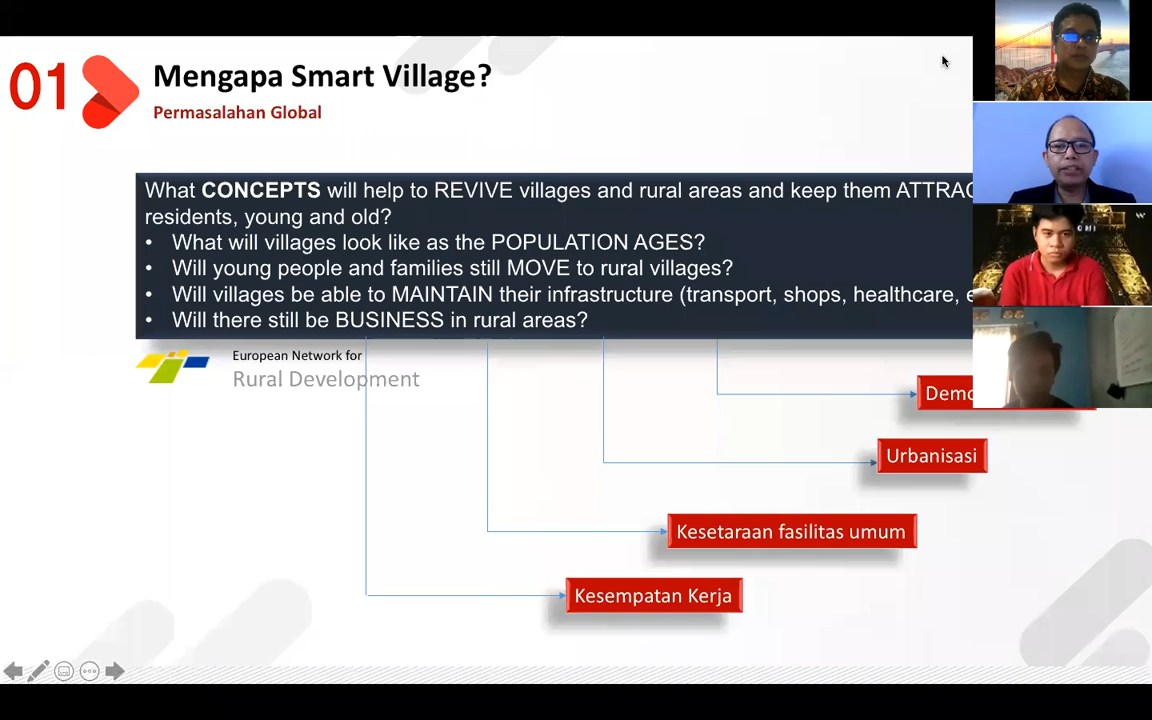 01
Mengapa Smart Village?
Permasalahan Global
What CONCEPTS will help to REVIVE villages and rural areas and keep them
residents, young and old?
• What will villages look like as the POPULATION AGES?
• Will young people and families still MOVE to rural villages?
• Will villages be able to MAINTAIN their infrastructure (transport, shops, healthcare,
• Will there still be BUSINESS in rural areas?
European Network for
Rural Development
Urbanisasi
Kesetaraan fasilitas umum
Kesempatan Kerja